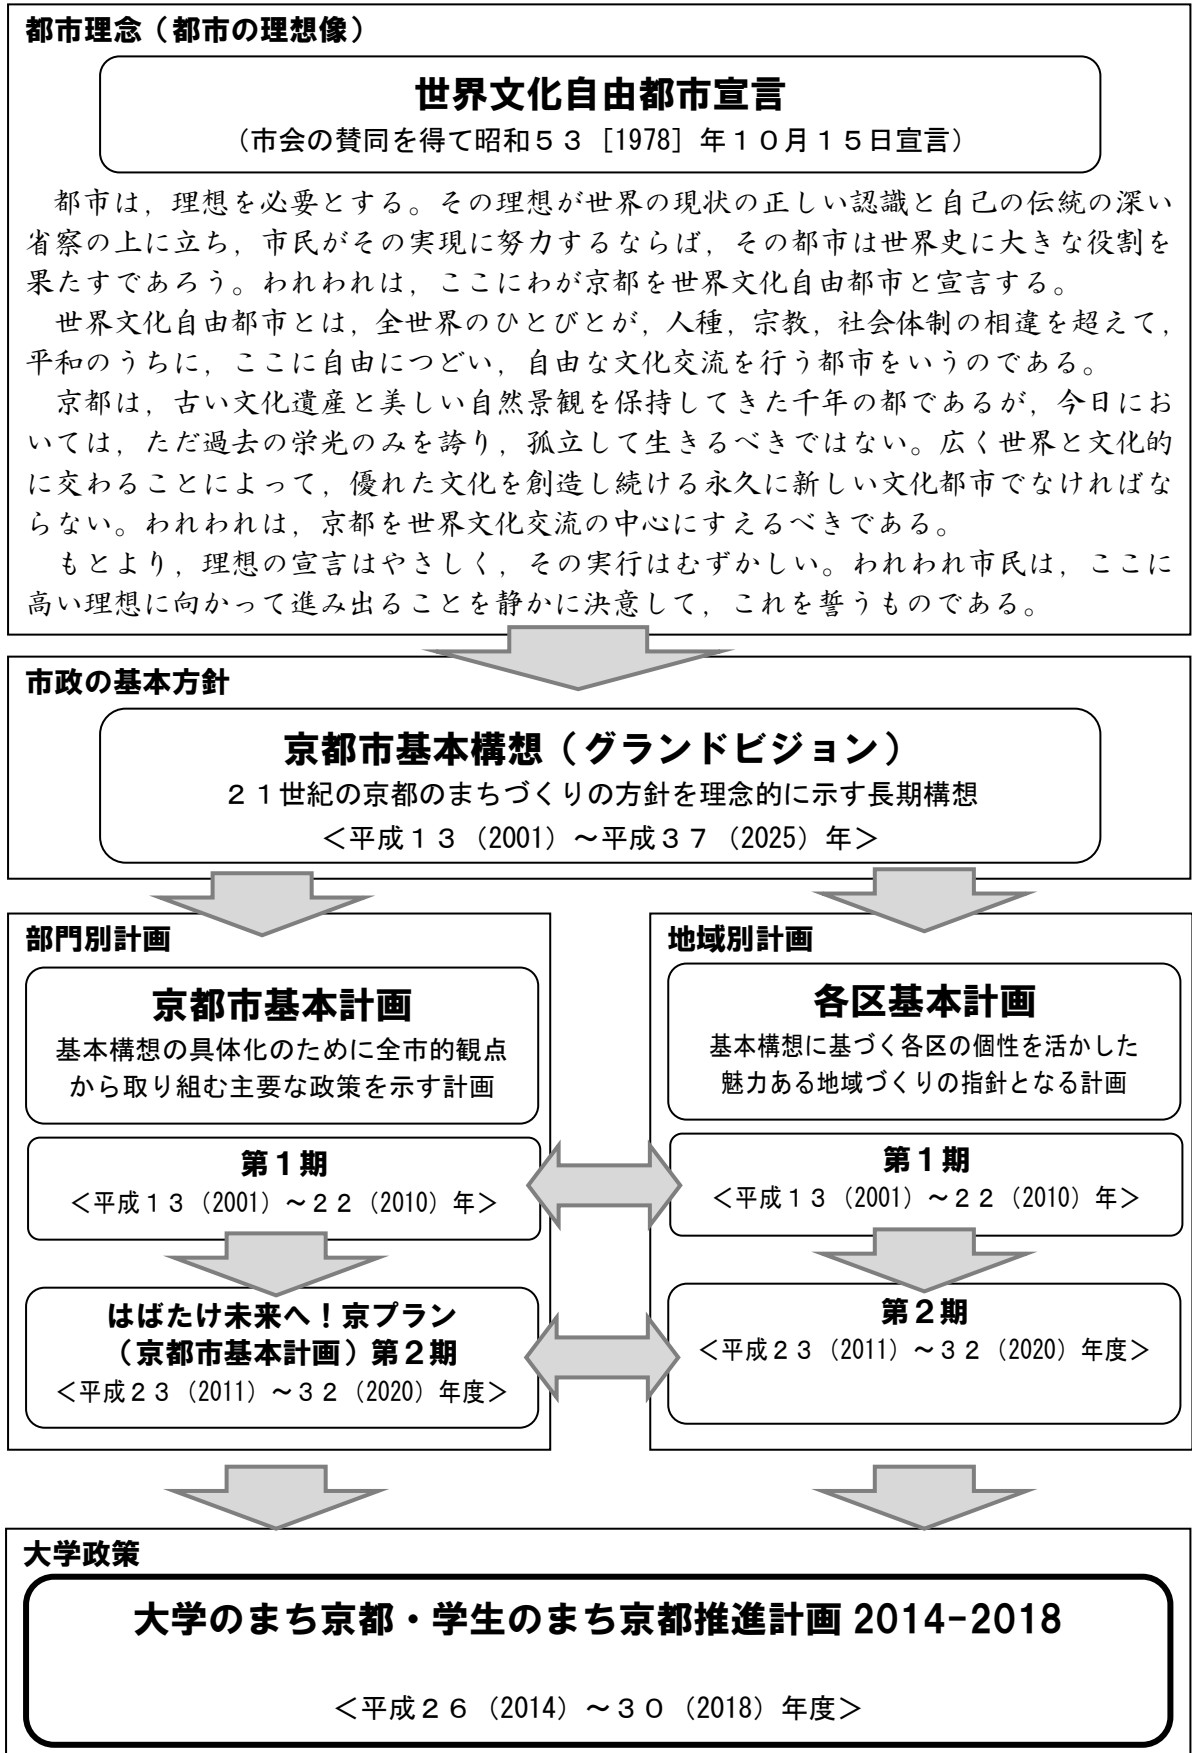 都市理念（都市の理想像）
世界文化自由都市宣言
（市会の賛同を得て昭和５３［1978］年１０月１５日宣言）
都市は，理想を必要とする。その理想が世界の現状の正しい認識と自己の伝統の深い
省察の上に立ち，市民がその実現に努力するならば，その都市は世界史に大きな役割を
果たすであろう。われわれは，ここにわが京都を世界文化自由都市と宣言する。
世界文化自由都市とは，全世界のひとびとが，人種，宗教，社会体制の相違を超えて，
平和のうちに，ここに自由につどい，自由な文化交流を行う都市をいうのである。
京都は，古い文化遺産と美しい自然景観を保持してきた千年の都であるが，今日にお
いては，ただ過去の栄光のみを誇り，孤立して生きるべきではない。広く世界と文化的
に交わることによって，優れた文化を創造し続ける永久に新しい文化都市でなければな
らない。われわれは，京都を世界文化交流の中心にすえるべきである。
もとより，理想の宣言はやさしく，その実行はむずかしい。われわれ市民は，ここに
高い理想に向かって進み出ることを静かに決意して，これを誓うものである。
市政の基本方針
京都市基本構想（グランドビジョン）
２１世紀の京都のまちづくりの方針を理念的に示す長期構想
＜平成１３（2001）～平成３７（2025）年＞
部門別計画
京都市基本計画
基本構想の具体化のために全市的観点
から取り組む主要な政策を示す計画
第１期
＜平成１３（2001）～２２（2010）年＞
はばたけ未来へ！京プラン
（京都市基本計画）第２期
＜平成２３（2011）～３２（2020）年度＞
地域別計画
各区基本計画
基本構想に基づく各区の個性を活かした
魅力ある地域づくりの指針となる計画
第１期
＜平成１３（2001）～２２（2010）年＞
第２期
＜平成２３（2011）～３２（2020）年度＞
大学政策
大学のまち京都・学生のまち京都推進計画 2014-2018
＜平成２６（2014）～３０（2018）年度＞